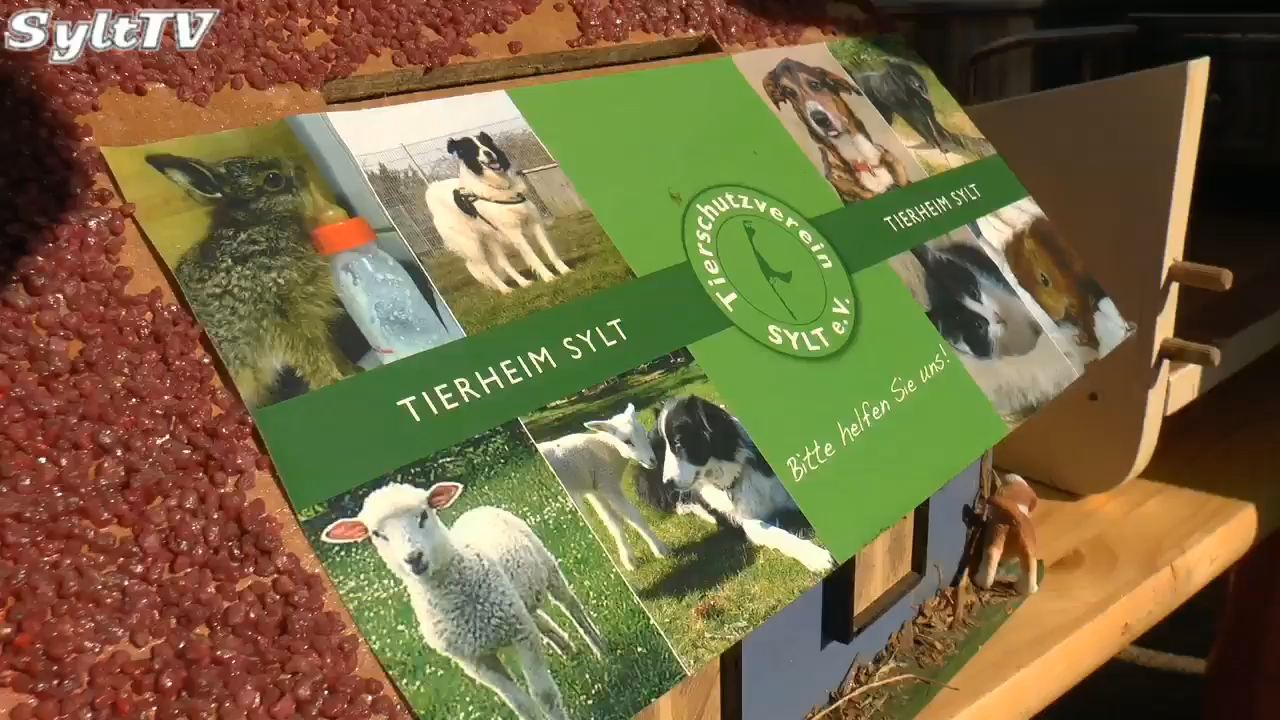 SyltTV
TIERHEIM SYLT
Tierschutzverein
SYLT e.V.
TIERHEIM SYLT
Bitte helfen Sie uns!